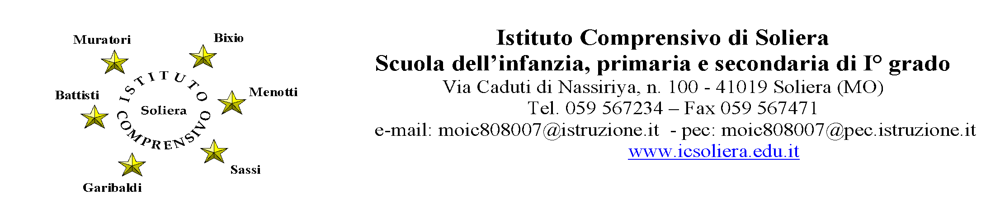 Muratori
Bixio
Battisti
Menotti
ISTITUTO
Soliera
COMPRENSIVO
Sassi
Garibaldi
Istituto Comprensivo di Soliera
Scuola dell’infanzia, primaria e secondaria di I° grado
Via Caduti di Nassiriya, n. 100 - 41019 Soliera (MO)
Tel. 059 567234 – Fax 059 567471
e-mail: moic808007@istruzione.it - pec: moic808007@pec.istruzione.it
www.icsoliera.edu.it